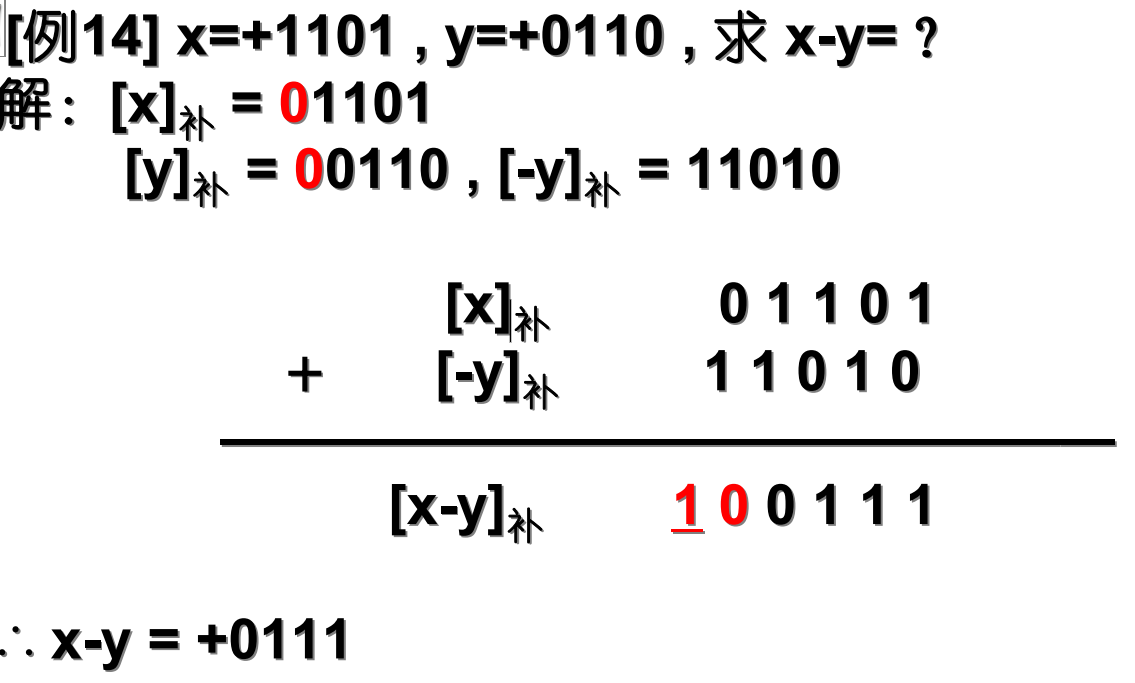 [例14] x=+1101 , y=+0110 , 求 x-y= ?
解： [x]补 = 01101
[y]补 = 00110 , [-y]补 = 11010
[x]补 0 1 1 0 1
+ [-y]补 1 1 0 1 0
[x-y]补 1 0 0 1 1 1
∴ x-y = +0111